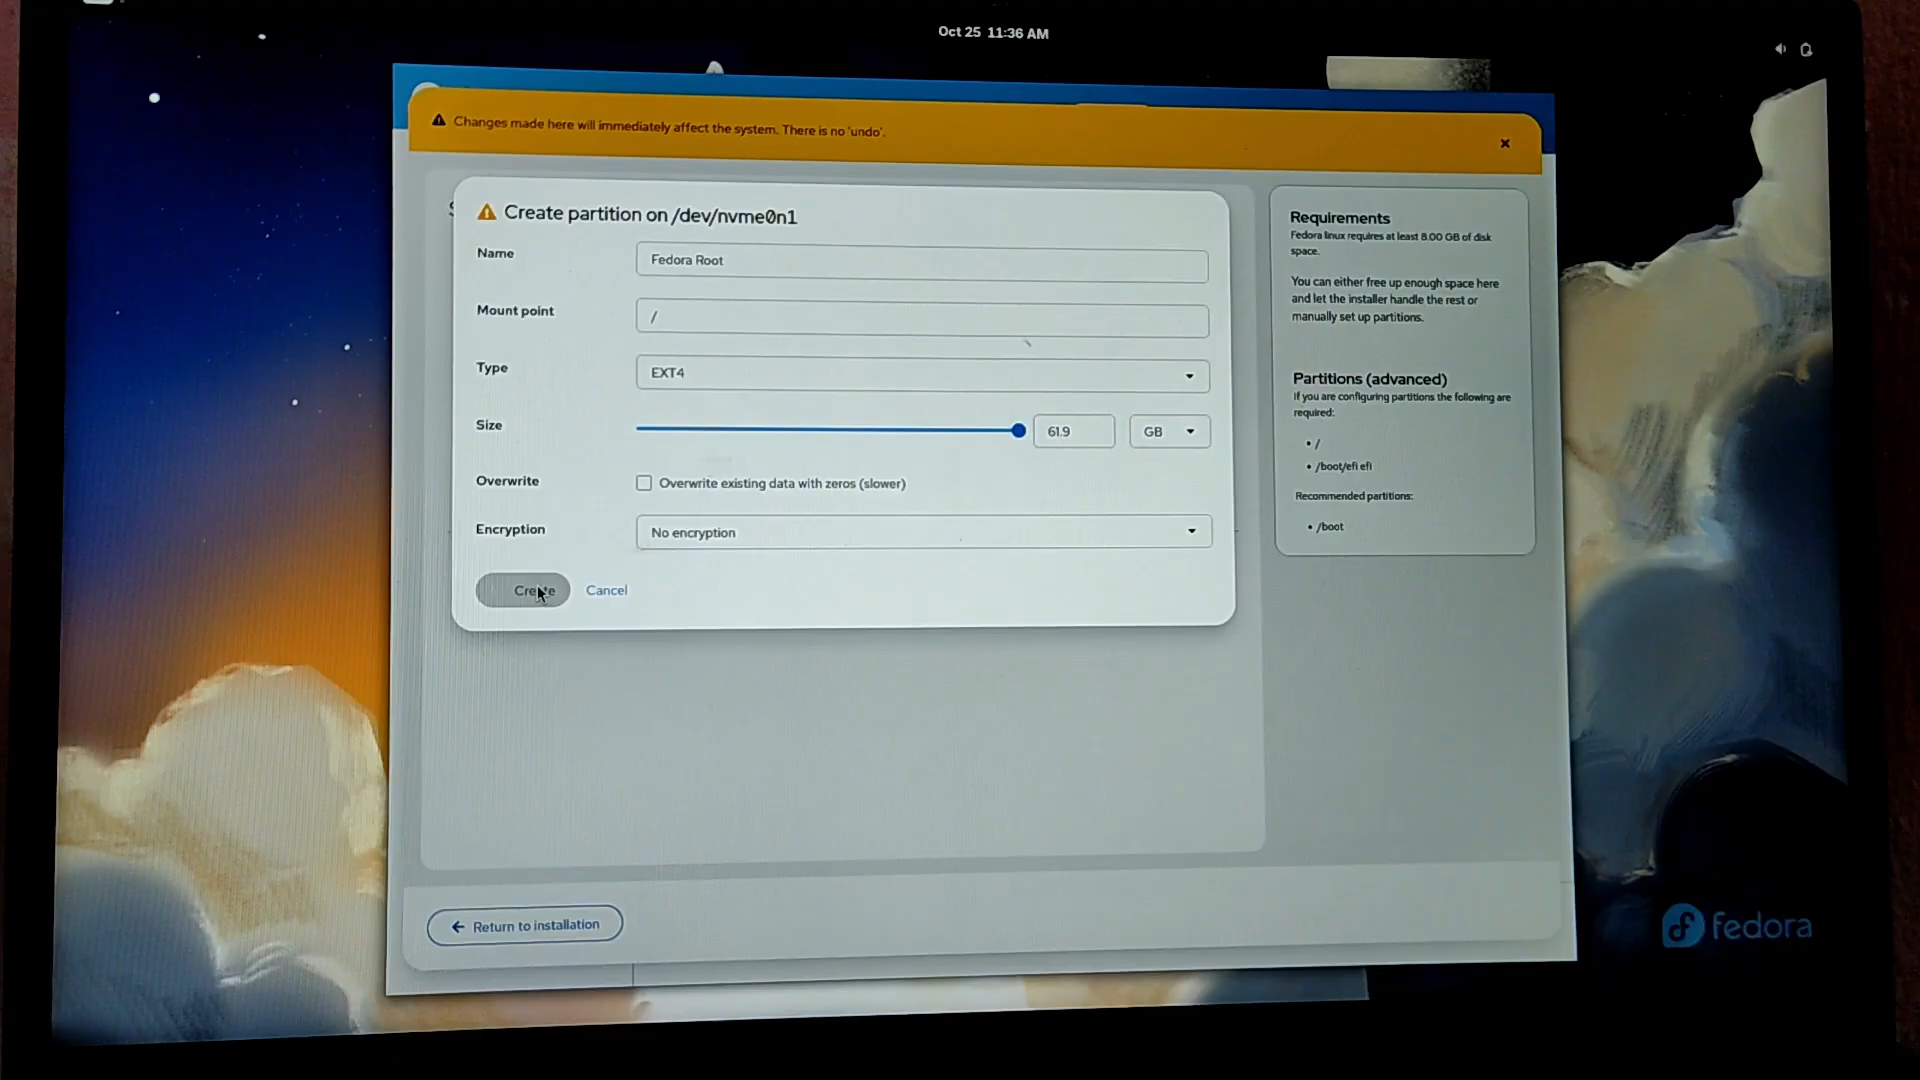 Oct 25 11:36 AM
Changes made here will immediately affect the system. There is no 'undo'.
Create partition on /dev/nvme0n1
Name
Fedora Root
Mount point
/
Type
EXT4
Size
61.9
GB
Overwrite
Overwrite existing data with zeros (slower)
Encryption
No encryption
Create
Cancel
Requirements
Fedora linux requires at least 8.00 GB of disk
space.
You can either free up enough space here
and let the installer handle the rest or
manually set up partitions.
Partitions (advanced)
If you are configuring partitions the following are
required:
• /
• /boot/efi efi
Recommended partitions:
• /boot
← Return to installation
fedora